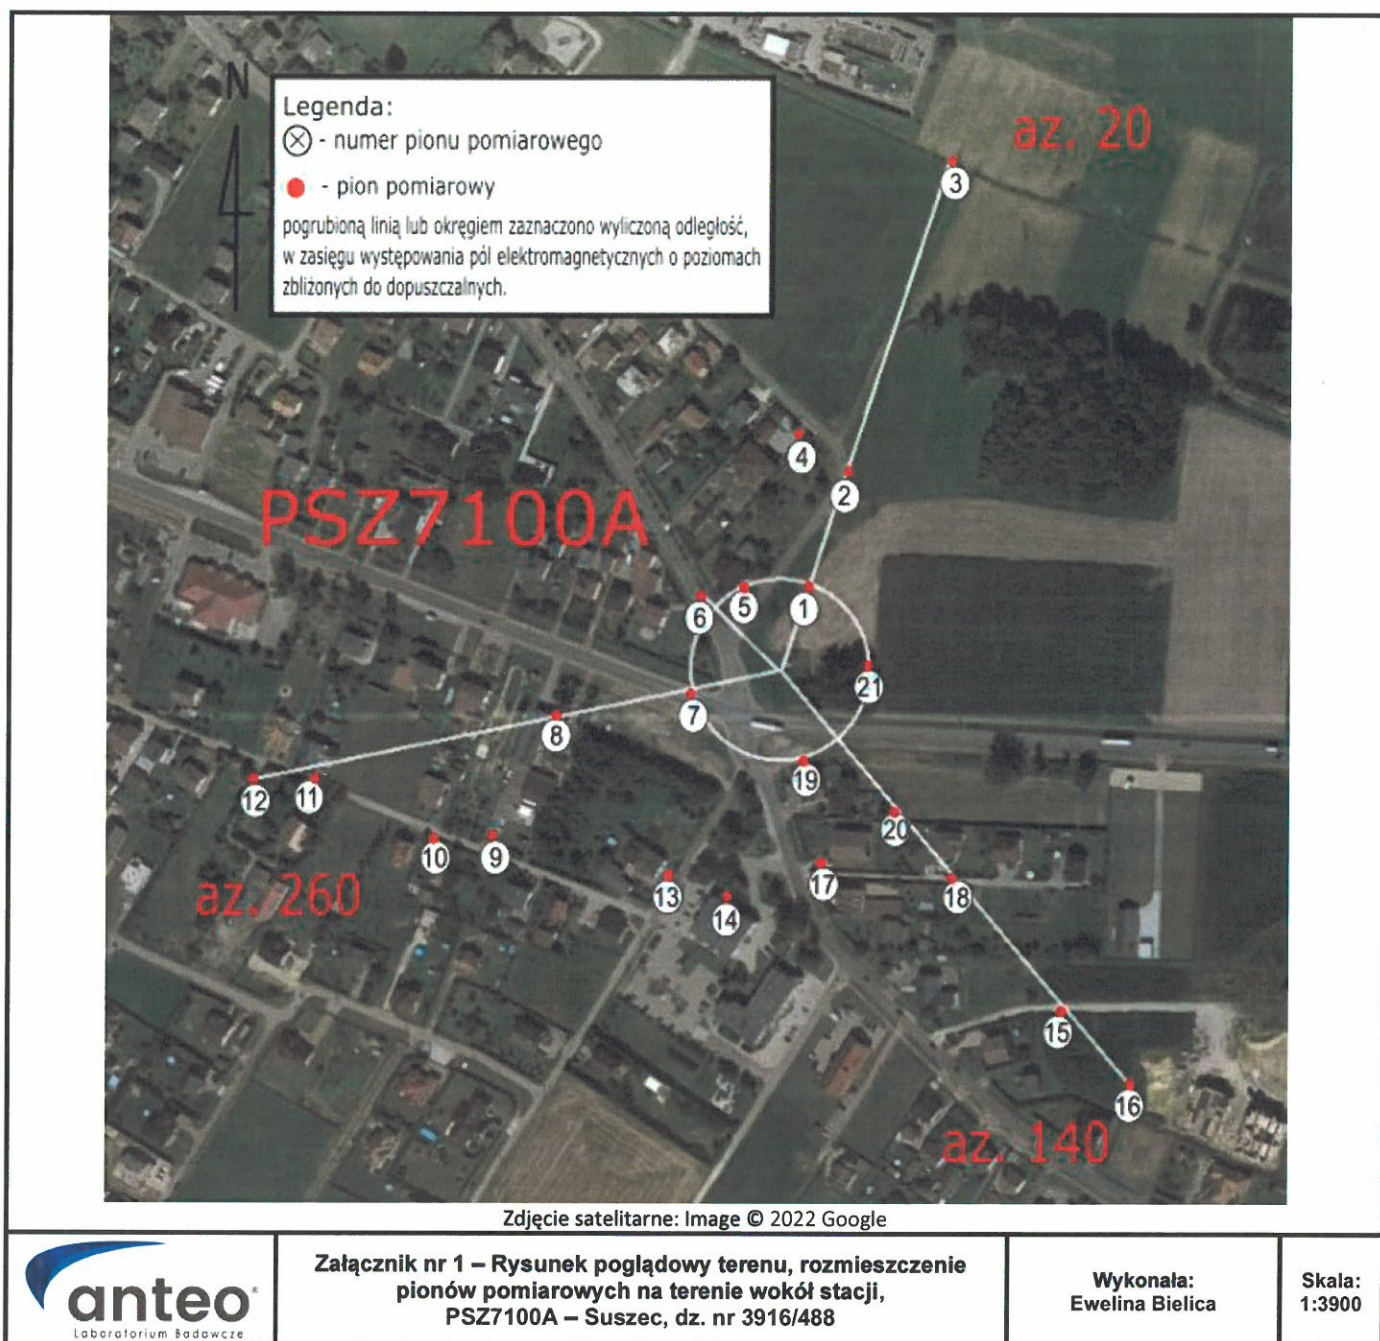 N
Legenda:
- numer pionu pomiarowego
- pion pomiarowy
pogrubioną linią lub okręgiem zaznaczono wyliczoną odległość,
w zasięgu występowania pól elektromagnetycznych o poziomach
zbliżonych do dopuszczalnych.
az. 20
3
4
2
PSZ7100A
6
5
1
21
7
8
19
12
11
20
10
9
17
18
az. 260
13
14
15
16
az. 140
Zdjęcie satelitarne: Image © 2022 Google
anteo
Laboratorium Badawcze
Załącznik nr 1 – Rysunek poglądowy terenu, rozmieszczenie
pionów pomiarowych na terenie wokół stacji,
PSZ7100A – Suszec, dz. nr 3916/488
Wykonała:
Ewelina Bielica
Skala:
1:3900